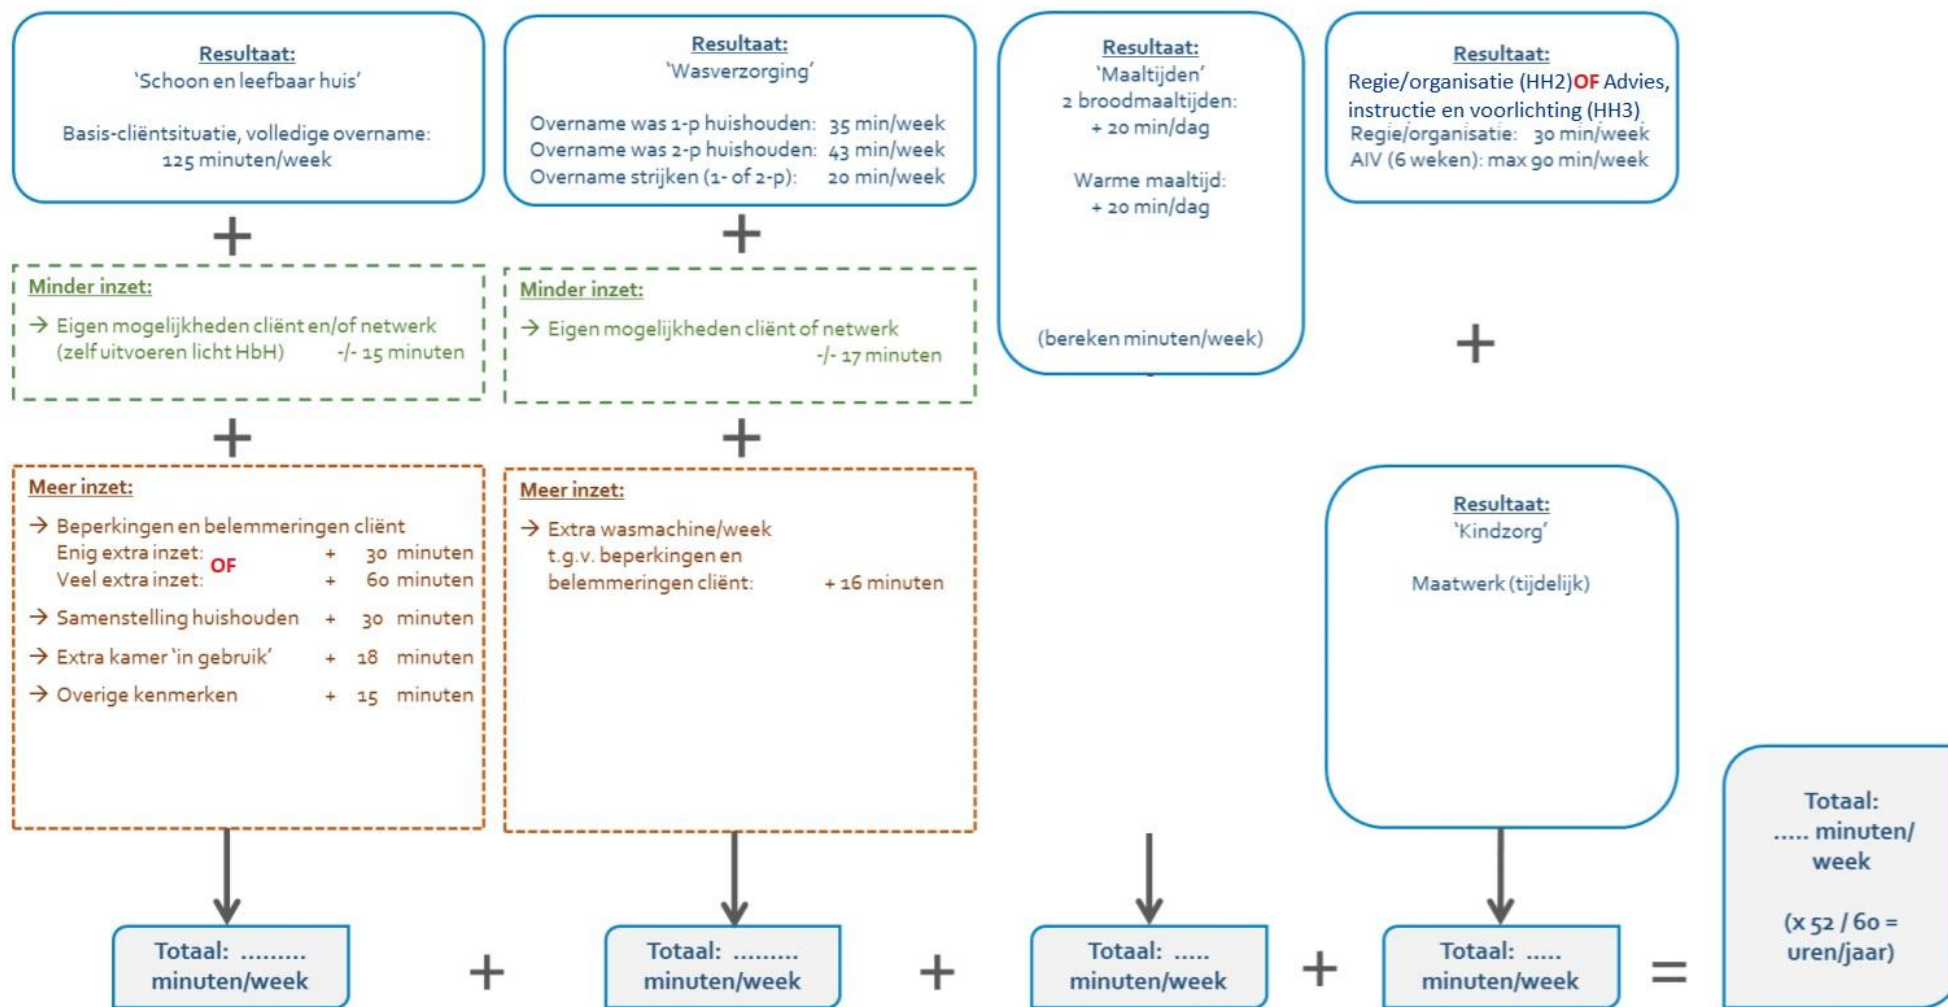 Resultaat:
‘Schoon en leefbaar huis’
Basis-cliëntsituatie, volledige overname:
125 minuten/week
Minder inzet:
→ Eigen mogelijkheden cliënt en/of netwerk
(zelf uitvoeren licht HbH) -/- 15 minuten
Meer inzet:
→ Beperkingen en belemmeringen cliënt
Enig extra inzet: + 30 minuten
OF
Veel extra inzet: + 60 minuten
→ Samenstelling huishouden + 30 minuten
→ Extra kamer ‘in gebruik’ + 18 minuten
→ Overige kenmerken + 15 minuten
Totaal: .........
minuten/week
Resultaat:
‘Wasverzorging’
Overname was 1-p huishouden: 35 min/week
Overname was 2-p huishouden: 43 min/week
Overname strijken (1- of 2-p): 20 min/week
Minder inzet:
→ Eigen mogelijkheden cliënt of netwerk
-/- 17 minuten
Meer inzet:
→ Extra wasmachine/week
t.g.v. beperkingen en
belemmeringen cliënt: + 16 minuten
Totaal: .........
minuten/week
Resultaat:
‘Maaltijden’
2 broodmaaltijden:
+ 20 min/dag
Warme maaltijd:
+ 20 min/dag
(bereken minuten/week)
Totaal: .....
minuten/week
Resultaat:
Regie/organisatie (HH2)OF Advies,
instructie en voorlichting (HH3)
Regie/organisatie: 30 min/week
AIV (6 weken): max 90 min/week
Resultaat:
‘Kindzorg’
Maatwerk (tijdelijk)
Totaal: .....
minuten/week
Totaal:
..... minuten/
week
(x 52 / 60 =
uren/jaar)